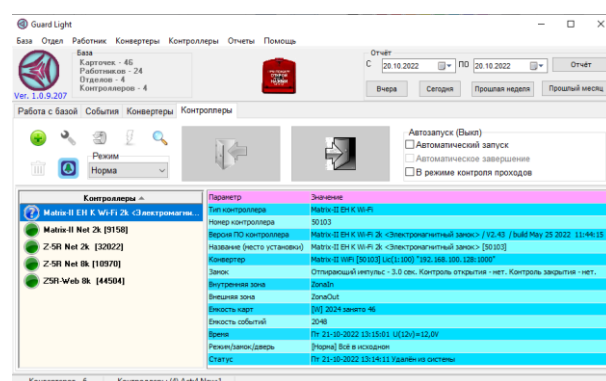 Guard Light
База Отдел Работник Конвертеры Контроллеры Отчеты Помощь
База
Карточек - 46
Работников - 24
Отделов - 4
Контроллеров - 4
Ver. 1.0.9.207
Отчёт
С 20.10.2022 ПО 20.10.2022 Отчёт
Вчера Сегодня Прошлая неделя Прошлый месяц
Работа с базой События Конвертеры Контроллеры
Режим
Норма
Автозапуск (Выкл)
Автоматический запуск
Автоматическое завершение
В режиме контроля проходов
Контроллеры
Matrix-II EH K Wi-Fi 2k <Электромагни...
Matrix-II Net 2k [9158]
Z-5R Net 2k [32022]
Z-5R Net 8k [10970]
Z5R-Web 8k [44504]
Параметр Значение
Тип контроллера Matrix-II EH K Wi-Fi
Номер контроллера 50103
Версия ПО контроллера Matrix-II EH K Wi-Fi 2k <Электромагнитный замок> / V2.43 /build May 25 2022 11:44:15
Название (место установки) Matrix-II EH K Wi-Fi 2k <Электромагнитный замок> [50103]
Конвертер Matrix-II WiFi [50103] Lic(1:100) "192.168.100.128:1000"
Замок Отпирающий импульс - 3.0 сек. Контроль открытия - нет. Контроль закрытия - нет.
Внутренняя зона ZonaIn
Внешняя зона ZonaOut
Емкость карт [W] 2024 занято 46
Емкость событий 2048
Время Пт 21-10-2022 13:15:01 U(12v)=12,0V
Режим/замок/дверь [Норма] Всё в исходном
Статус Пт 21-10-2022 13:14:11 Удалён из системы